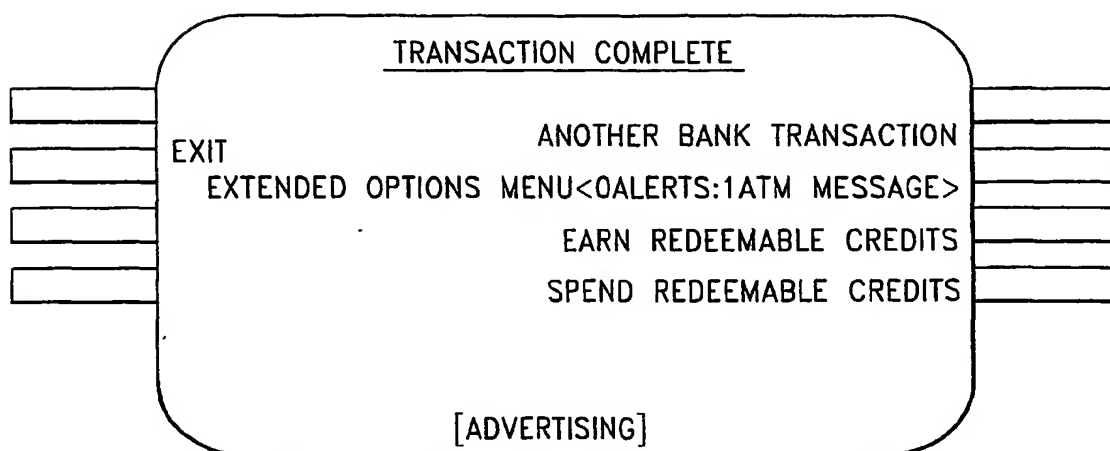 TRANSACTION COMPLETE
ANOTHER BANK TRANSACTION
EXIT
EXTENDED OPTIONS MENU<0ALERTS:1ATM MESSAGE>
EARN REDEEMABLE CREDITS
SPEND REDEEMABLE CREDITS
[ADVERTISING]